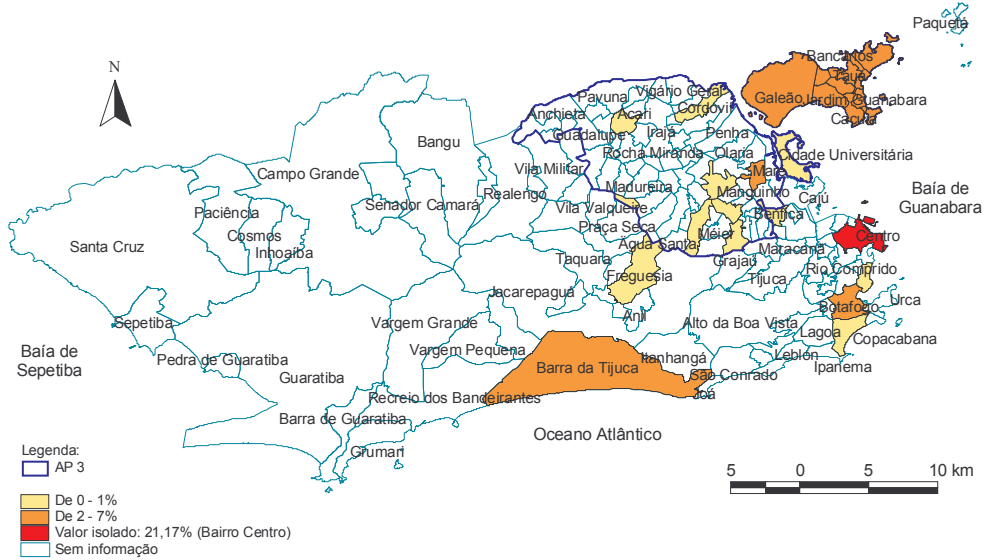 Paquetá
N
Bancários
Tauá
Galeão
Jardim Guanabara
Cacuia
Pavuna
Vigário Geral
Cordovil
Anchieta
Acari
Guadalupe
Irajá
Penha
Bangu
Rocha Miranda
Olaria
Cidade Universitária
Vila Militar
Maré
Campo Grande
Realengo
Madureira
Manguinho
Baía de
Guanabara
Senador Camará
Cajú
Paciência
Vila Valqueire
Benfica
Santa Cruz
Cosmos
Praça Seca
Méier
Centro
Inhoaiba
Água Santa
Maracanã
Taquara
Grajaú
Rio Comprido
Freguesia
Tijuca
Jacarepaguá
Urca
Botafogo
Anil
Sepetiba
Vargem Grande
Alto da Boa Vista
Lagoa
Copacabana
Baía de
Sepetiba
Pedra de Guaratiba
Vargem Pequena
Itanhangá
Leblon
Ipanema
Barra da Tijuca
São Conrado
Guaratiba
Joá
Recreio dos Bandeirantes
Barra de Guaratiba
Oceano Atlântico
Grumari
Legenda:
AP 3
5 0 5 10 km
De 0 - 1%
De 2 - 7%
Valor isolado: 21,17% (Bairro Centro)
Sem informação